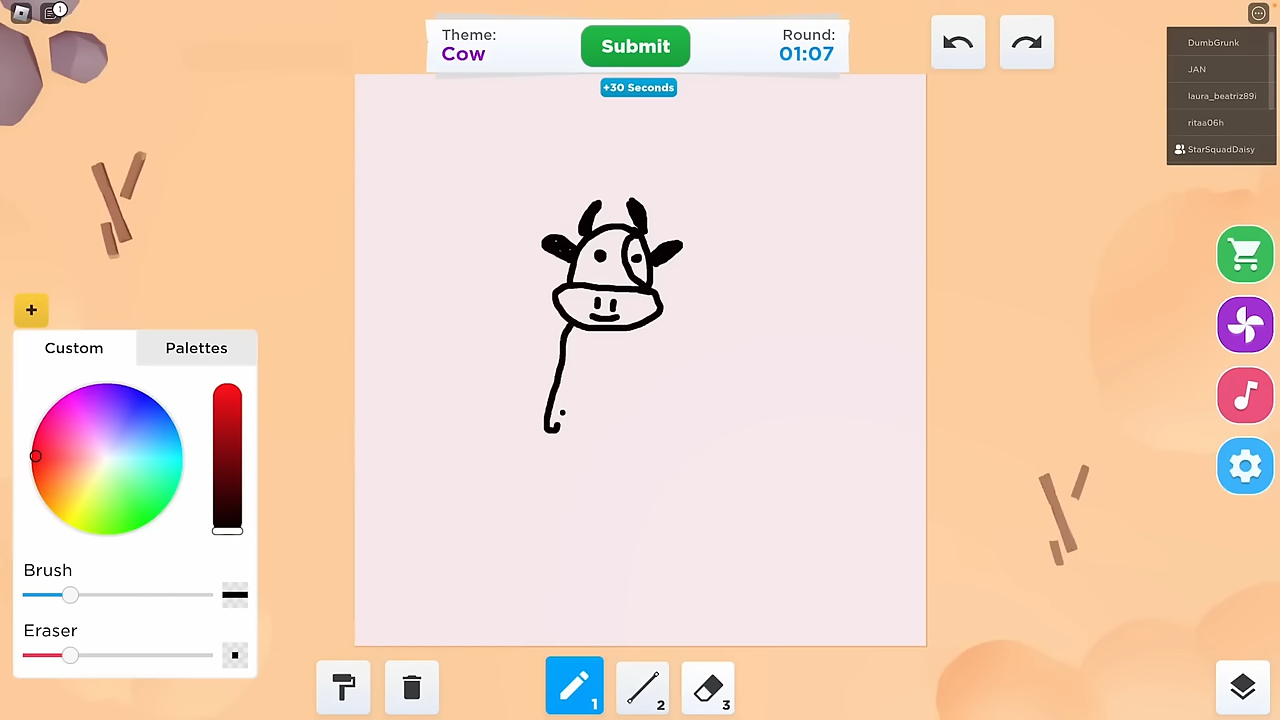 1
Theme:
Cow
Submit
Round:
01:07
+30 Seconds
DumbGrunk
JAN
laura_beatriz89i
ritaa06h
StarSquadDaisy
+
Custom
Palettes
Brush
Eraser
1
2
3